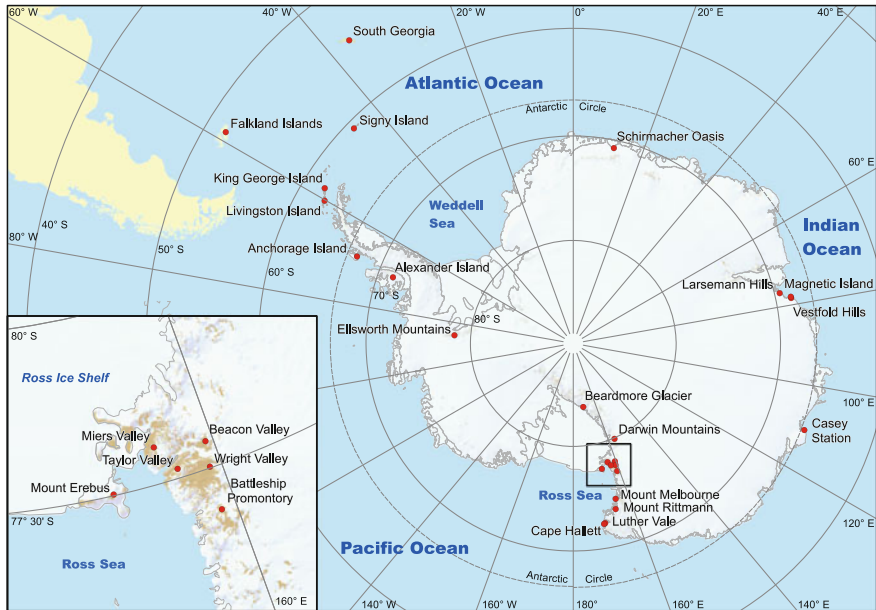 60° W
40° W
20° W
0°
20° E
40° E
South Georgia
Atlantic Ocean
Antarctic Circle
Falkland Islands
Signy Island
Schirmacher Oasis
60° E
King George Island
Livingston Island
Weddell
Sea
Indian
Ocean
40° S
50° S
80° W
60° S
Anchorage Island
Alexander Island
70° S
80° S
Larsemann Hills
Magnetic Island
Vestfold Hills
Ellsworth Mountains
80° S
Ross Ice Shelf
Beardmore Glacier
100° E
Casey
Station
Darwin Mountains
Miers Valley
Beacon Valley
Taylor Valley
Wright Valley
Mount Erebus
Battleship
Promontory
77° 30' S
Ross Sea
Mount Melbourne
Mount Rittmann
Cape Hallett
Luther Vale
120° E
Pacific Ocean
Ross Sea
160° E
Antarctic Circle
140° W
160° W
180°
160° E
140° E